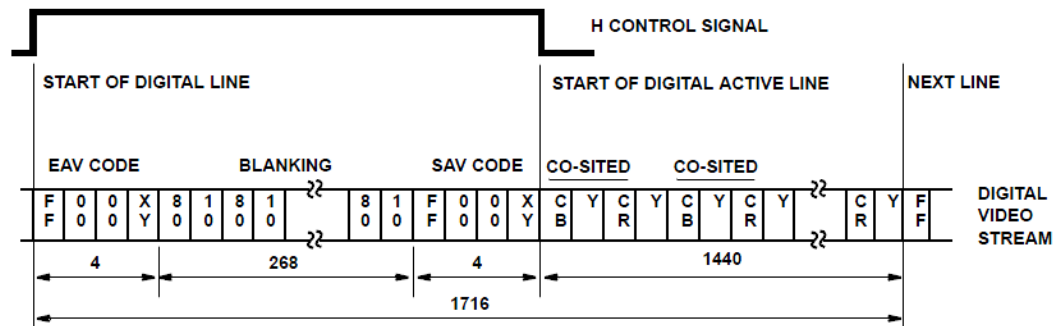 H CONTROL SIGNAL
START OF DIGITAL LINE START OF DIGITAL ACTIVE LINE NEXT LINE
EAV CODE BLANKING SAV CODE CO-SITED CO-SITED
F 0 0 X 8 1 8 1 8 1 F 0 0 X C Y C Y C Y C Y C Y F
F 0 0 Y 0 0 0 0 0 0 F 0 0 Y B R B R R F
DIGITAL
VIDEO
STREAM
4 268 4 1440
1716